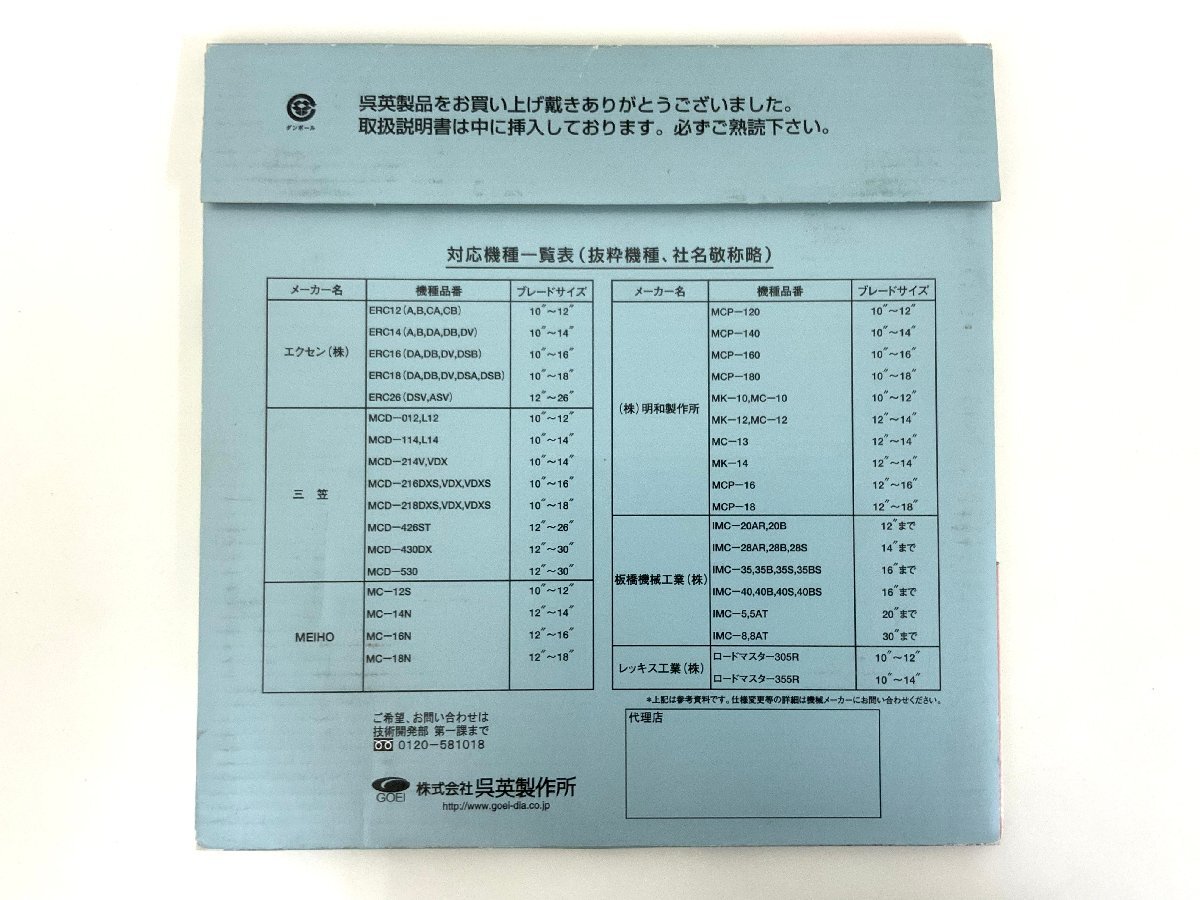 ダンボール
呉英製品をお買い上げ戴きありがとうございました。
取扱説明書は中に挿入しております。必ずご熟読下さい。
対応機種一覧表(抜粋機種、社名敬称略)
メーカー名 機種品番 ブレードサイズ
エクセン(株)
ERC12(A,B,CA,CB) 10″～12″
ERC14(A,B,DA,DB,DV) 10″～14″
ERC16(DA,DB,DV,DSB) 10″～16″
ERC18(DA,DB,DV,DSA,DSB) 10″～18″
ERC26(DSV,ASV) 12″～26″
三笠
MCD-012,L12 10″～12″
MCD-114,L14 10″～14″
MCD-214V,VDX 10″～14″
MCD-216DXS,VDX,VDXS 10″～16″
MCD-218DXS,VDX,VDXS 10″～18″
MCD-426ST 12″～26″
MCD-430DX 12″～30″
MCD-530 12″～30″
MEIHO
MC-12S 10″～12″
MC-14N 12″～14″
MC-16N 12″～16″
MC-18N 12″～18″
メーカー名 機種品番 ブレードサイズ
(株)明和製作所
MCP-120 10″～12″
MCP-140 10″～14″
MCP-160 10″～16″
MCP-180 10″～18″
MK-10,MC-10 10″～12″
MK-12,MC-12 12″～14″
MC-13 12″～14″
MK-14 12″～14″
MCP-16 12″～16″
MCP-18 12″～18″
板橋機械工業(株)
IMC-20AR,20B 12″まで
IMC-28AR,28B,28S 14″まで
IMC-35,35B,35S,35BS 16″まで
IMC-40,40B,40S,40BS 16″まで
IMC-5,5AT 20″まで
IMC-8,8AT 30″まで
レッキス工業(株)
ロードマスター305R 10″～12″
ロードマスター355R 10″～14″
*上記は参考資料です。仕様変更等の詳細は機械メーカーにお問い合わせください。
ご希望、お問い合わせは
技術開発部 第一課まで
0120-581018
GOEI 株式会社 呉英製作所
http://www.goei-dia.co.jp
代理店